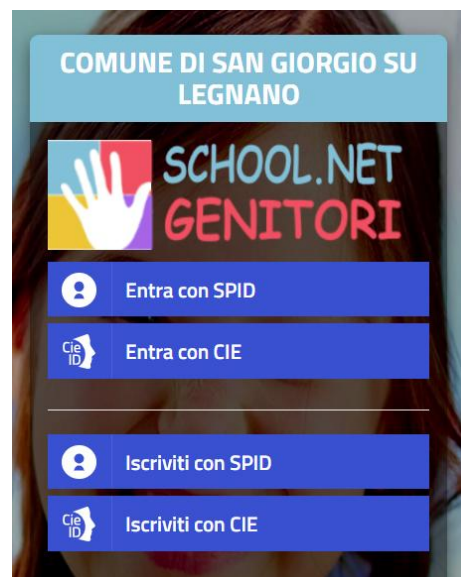 COMUNE DI SAN GIORGIO SU
LEGNANO
SCHOOL.NET
GENITORI
Entra con SPID
Cie
ID
Entra con CIE
Iscriviti con SPID
Cie
ID
Iscriviti con CIE